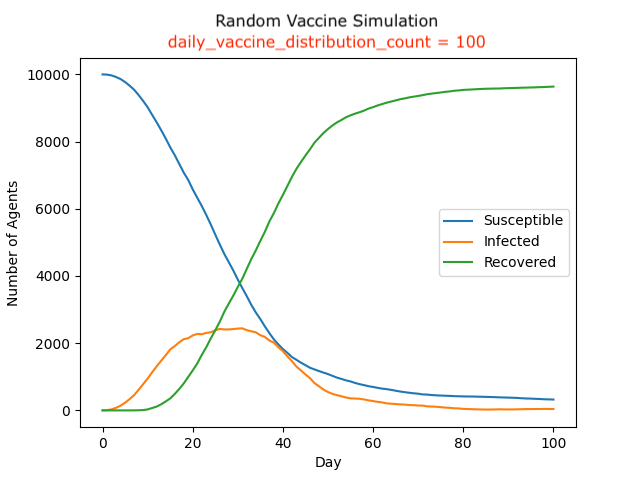 Random Vaccine Simulation
daily_vaccine_distribution_count = 100
10000
8000
6000
4000
2000
0
Number of Agents
Susceptible
Infected
Recovered
0 20 40 60 80 100
Day